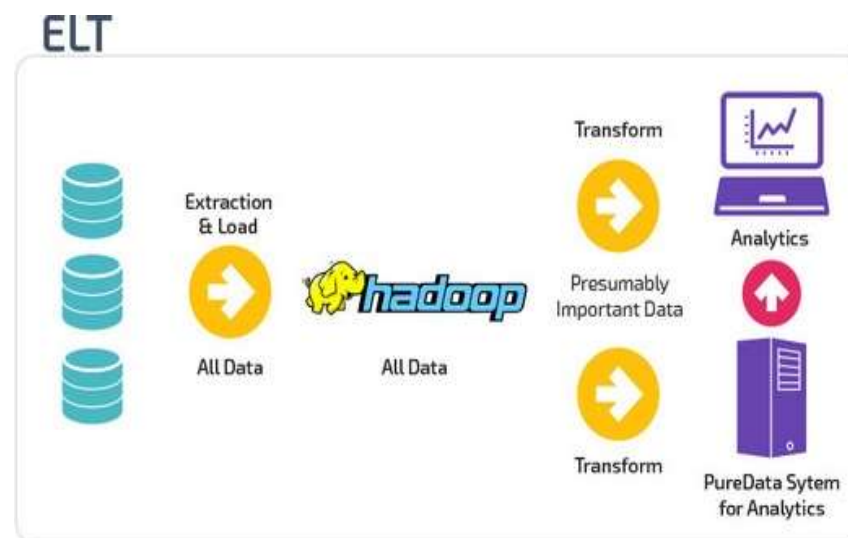 ELT
Extraction
& Load
All Data
hadoop
All Data
Transform
Presumably
Important Data
Transform
Analytics
PureData Sytem
for Analytics